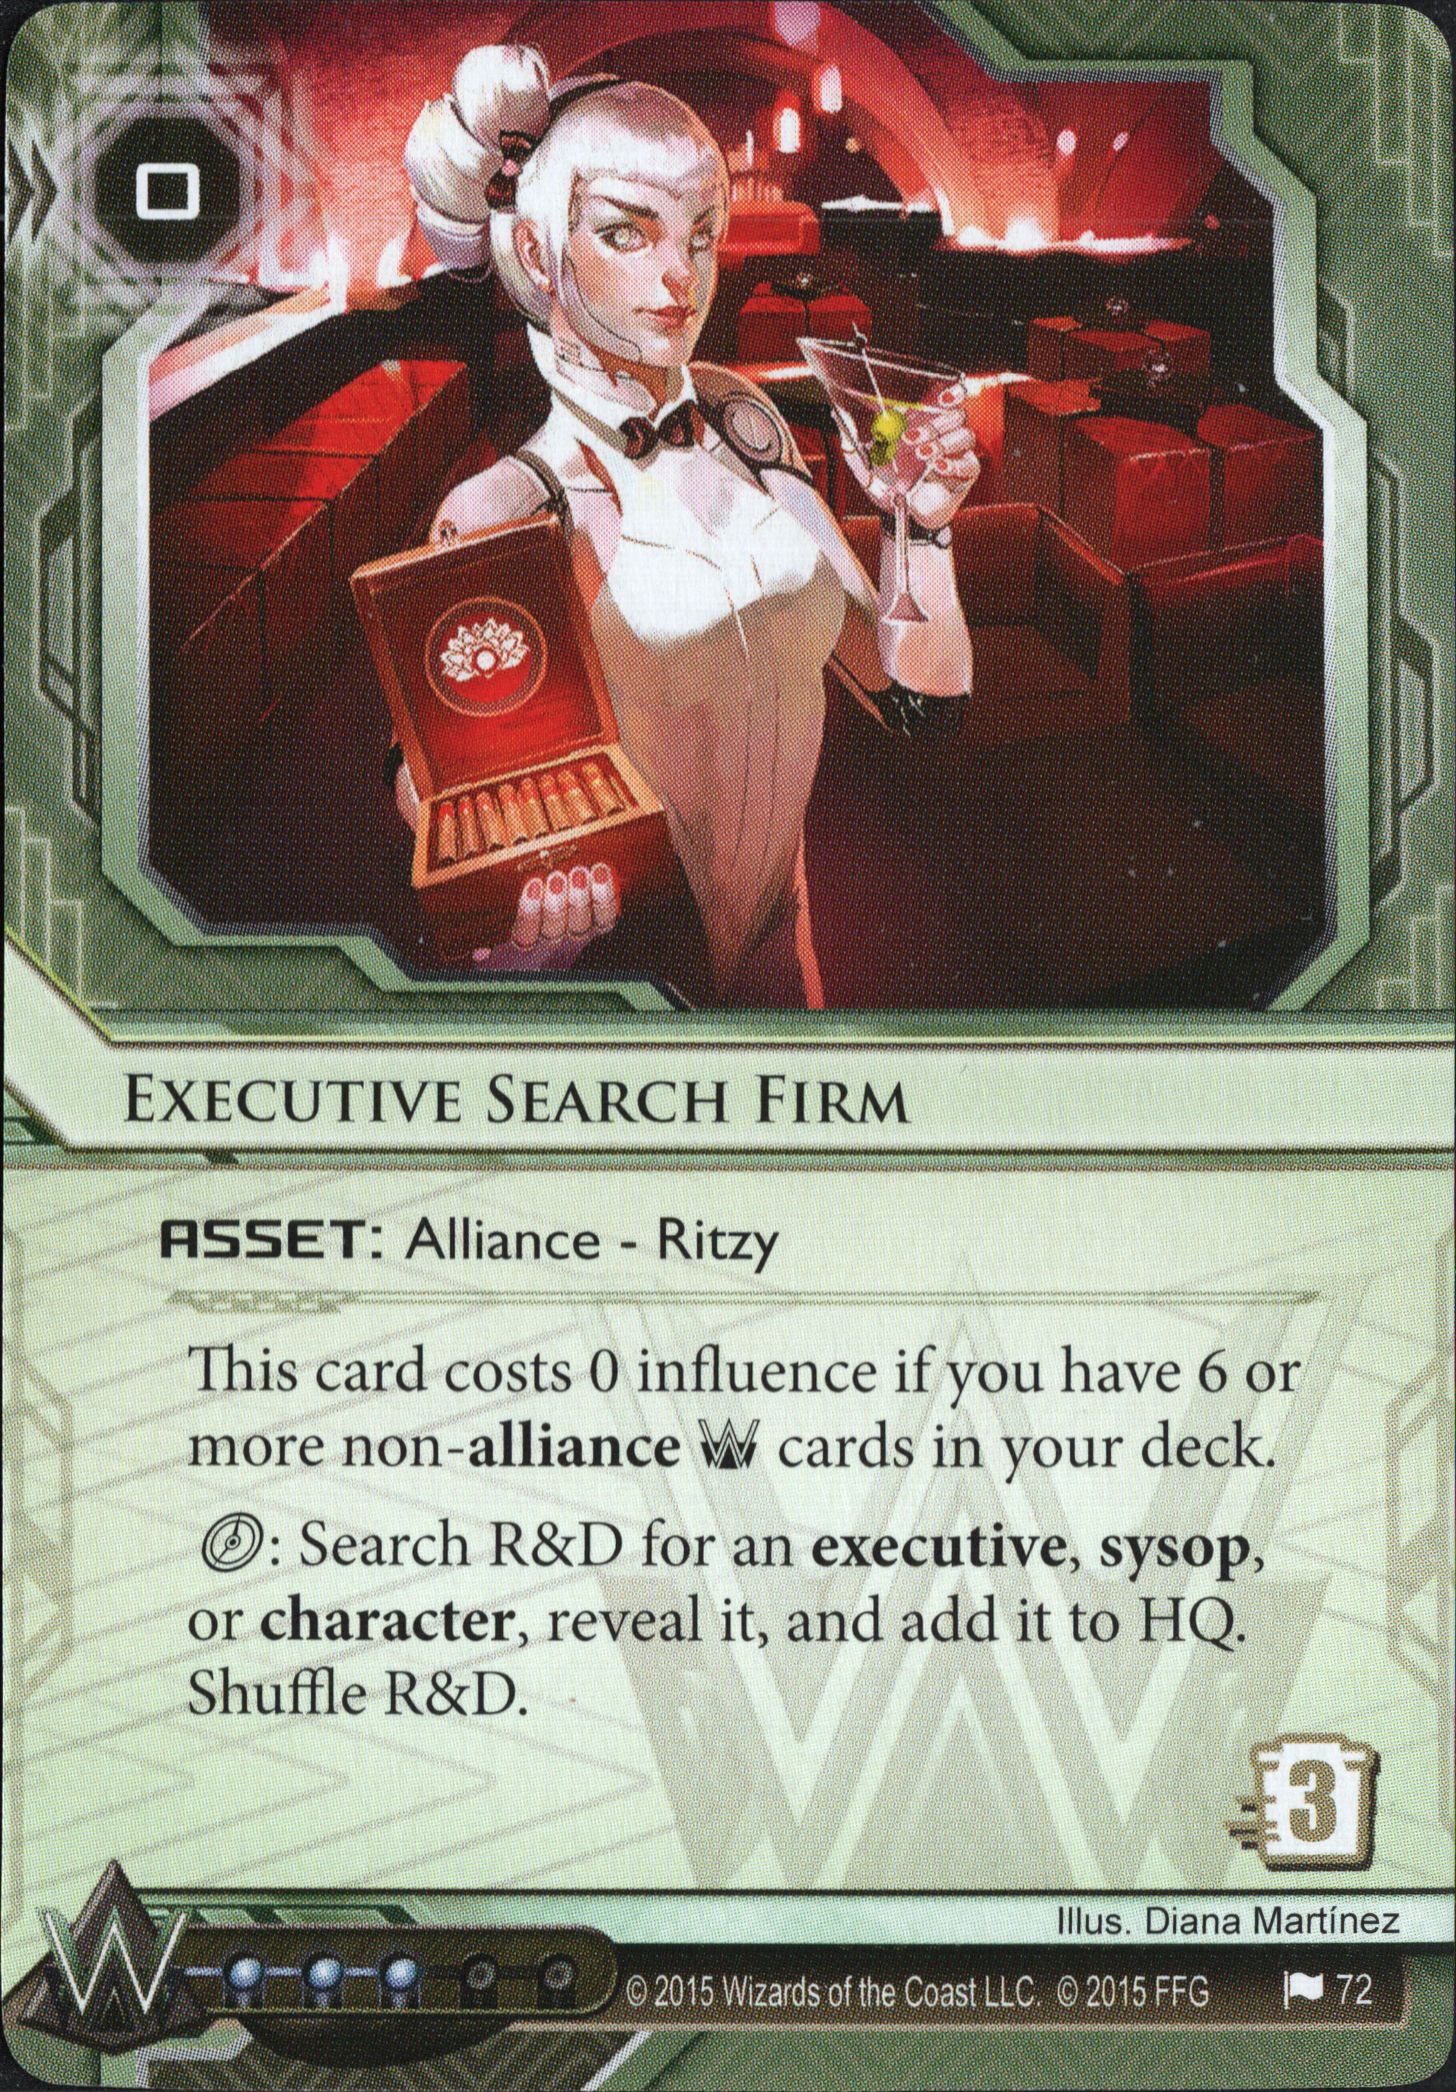 0
EXECUTIVE SEARCH FIRM
ASSET: Alliance - Ritzy
This card costs 0 influence if you have 6 or
more non-alliance cards in your deck.
: Search R&D for an executive, sysop,
or character, reveal it, and add it to HQ.
Shuffle R&D.
3
Illus. Diana Martínez
© 2015 Wizards of the Coast LLC. © 2015 FFG 72